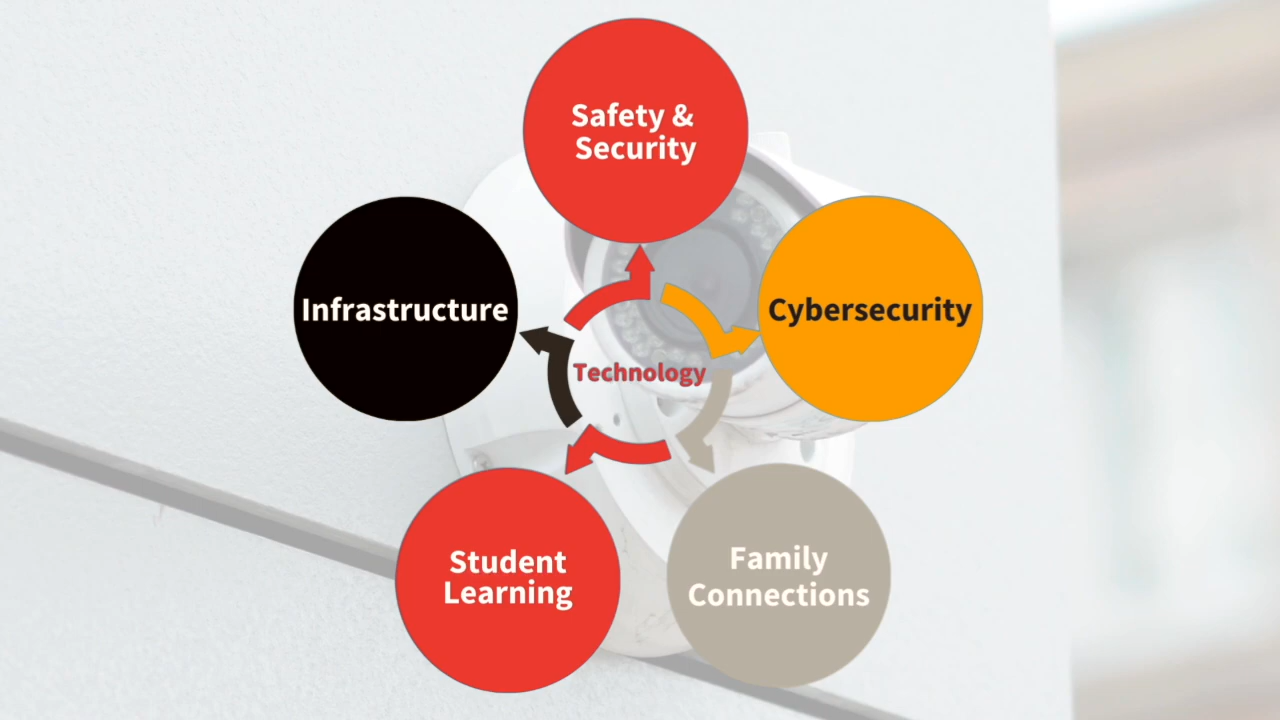 Safety &
Security
Infrastructure
Cybersecurity
Technology
Student
Learning
Family
Connections